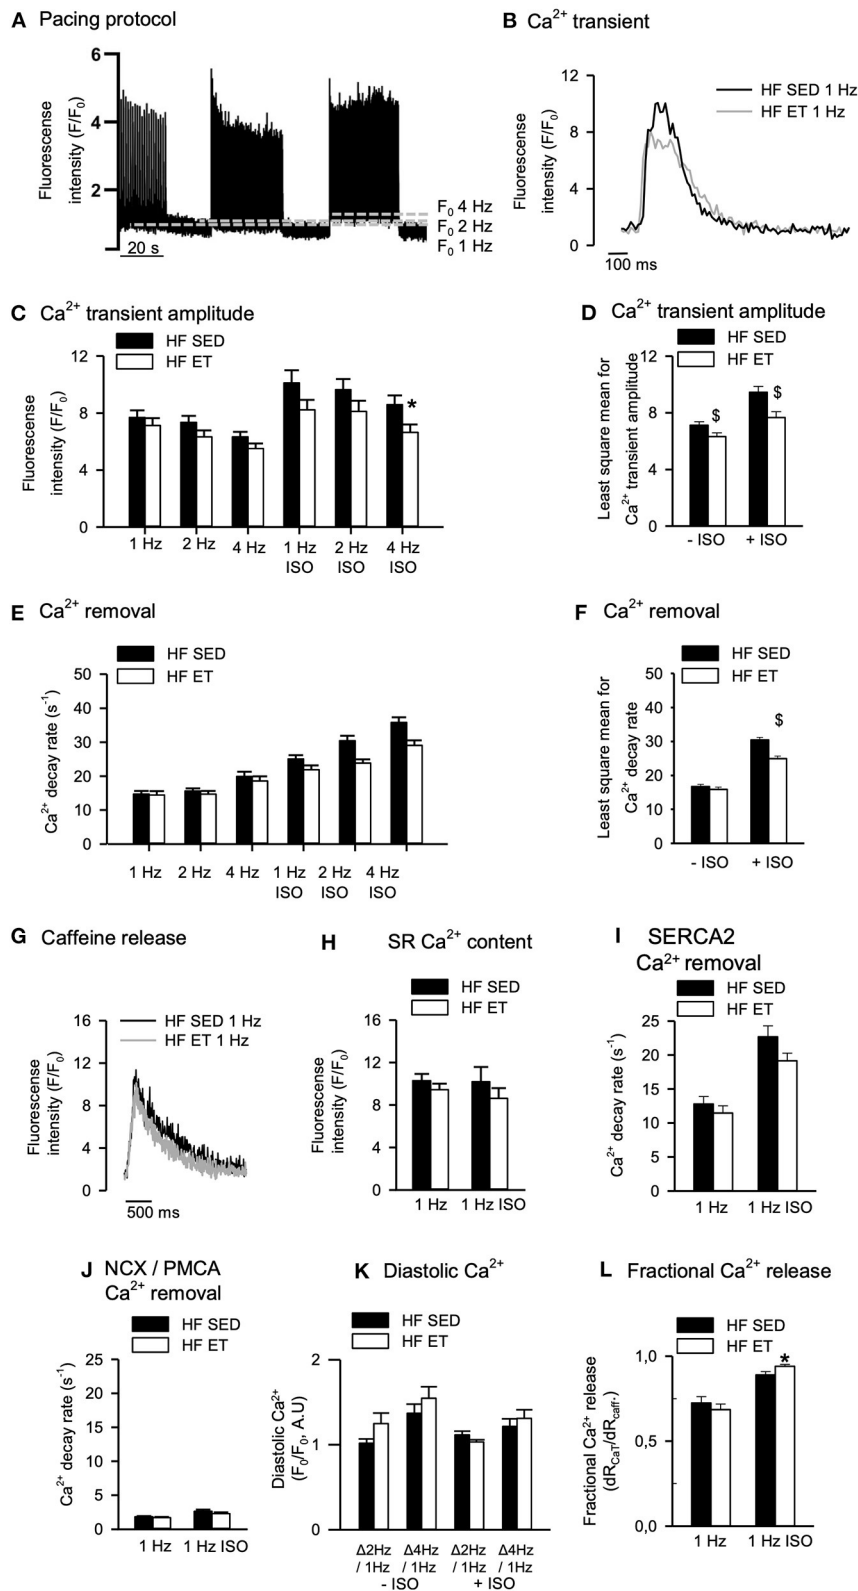 A Pacing protocol
Fluorescense
intensity (F/F0)
6
4
2
20 s
F0 4 Hz
F0 2 Hz
F0 1 Hz
B Ca2+ transient
Fluorescense
intensity (F/F0)
12
8
4
0
HF SED 1 Hz
HF ET 1 Hz
100 ms
C Ca2+ transient amplitude
HF SED
HF ET
Fluorescense
intensity (F/F0)
12
8
4
0
*
1 Hz 2 Hz 4 Hz 1 Hz 2 Hz 4 Hz
ISO ISO ISO
D Ca2+ transient amplitude
HF SED
HF ET
Least square mean for
Ca2+ transient amplitude
12
8
4
0
$ $
- ISO + ISO
E Ca2+ removal
HF SED
HF ET
Ca2+ decay rate (s-1)
50
40
30
20
10
0
1 Hz 2 Hz 4 Hz 1 Hz 2 Hz 4 Hz
ISO ISO ISO
F Ca2+ removal
HF SED
HF ET
Least square mean for
Ca2+ decay rate
50
40
30
20
10
0
$
- ISO + ISO
G Caffeine release
HF SED 1 Hz
HF ET 1 Hz
Fluorescense
intensity (F/F0)
16
12
8
4
0
500 ms
H SR Ca2+ content
HF SED
HF ET
Fluorescense
intensity (F/F0)
16
12
8
4
0
1 Hz 1 Hz ISO
I SERCA2
Ca2+ removal
HF SED
HF ET
Ca2+ decay rate (s-1)
25
20
15
10
5
0
1 Hz 1 Hz ISO
J NCX / PMCA
Ca2+ removal
HF SED
HF ET
Ca2+ decay rate (s-1)
25
20
15
10
5
0
1 Hz 1 Hz ISO
K Diastolic Ca2+
HF SED
HF ET
Diastolic Ca2+
(F0/F0, A.U)
2
1
0
Δ2Hz Δ4Hz Δ2Hz Δ4Hz
/ 1Hz / 1Hz / 1Hz / 1Hz
- ISO + ISO
L Fractional Ca2+ release
HF SED
HF ET
Fractional Ca2+ release
(dRCaT/dRcaff.)
1,0
0,5
0,0
*
1 Hz 1 Hz ISO